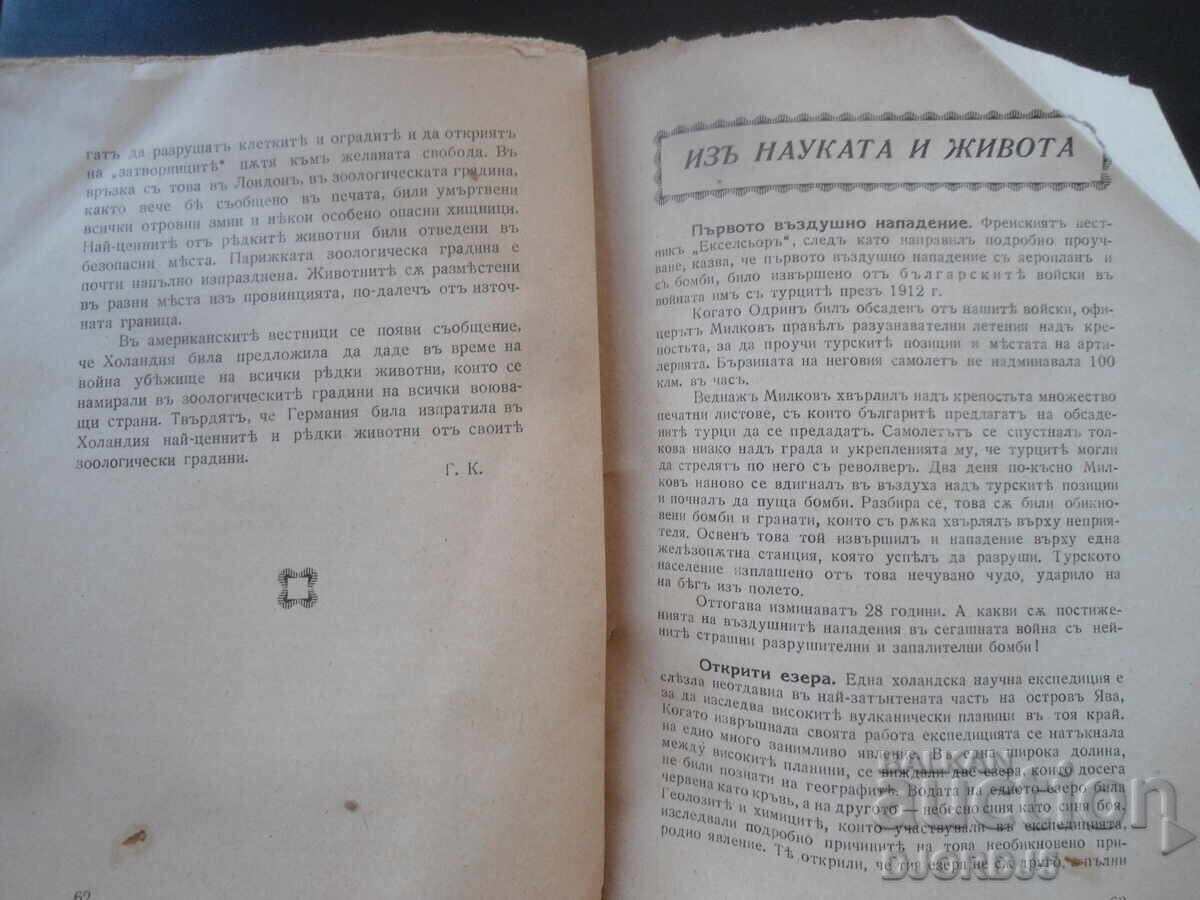 гатъ да разрушатъ клеткитѣ и оградитѣ и да открият
на „затворницитѣ“ пѫтя къмъ желаната свобода. Въ
връзка съ това въ Лондонъ, въ зоологическата градина,
както вече бѣ съобщено въ печата, били умъртвени
всички отровни змии и нѣкои особено опасни хищници.
Най-ценнитѣ отъ рѣдкитѣ животни били отведени въ
безопасни мѣста. Парижката зоологическа градина е
почти напълно изпразднена. Животнитѣ сѫ размѣстени
въ разни мѣста изъ провинцията, по-далечъ отъ източ-
ната граница.
Въ американскитѣ вестници се появи съобщение,
че Холандия била предложила да даде въ време на
война убѣжище на всички рѣдки животни, които се
намирали въ зоологическитѣ градини на всички воюва-
щи страни. Твърдятъ, че Германия била изпратила въ
Холандия най-ценнитѣ и рѣдки животни отъ своитѣ
зоологически градини.
Г. К.
ИЗЪ НАУКАТА И ЖИВОТА
Първото въздушно нападение. Френскиятъ вест-
никъ „Екселсьоръ“, следъ като направилъ подробно проуч-
ване, казва, че първото въздушно нападение съ аеропланъ и
съ бомби, било извършено отъ българскитѣ войски въ
войната имъ съ турцитѣ презъ 1912 г.
Когато Одринъ билъ обсаденъ отъ нашитѣ войски, офи-
церътъ Милковъ правѣлъ разузнавателни летения надъ кре-
постьта, за да проучи турскитѣ позиции и мѣстата на арти-
лерията. Бързината на неговия самолетъ не надминавала 100
клм. въ часъ.
Веднажъ Милковъ хвърлилъ надъ крепостьта множество
печатни листове, съ които българитѣ предлагатъ на обсаде-
нитѣ турци да се предадатъ. Самолетътъ се спусналъ тол-
кова ниско надъ града и укрепленията му, че турцитѣ могли
да стрелятъ по него съ револверъ. Два деня по-късно Мил-
ковъ наново се вдигналъ въ въздуха надъ турскитѣ позиции
и почналъ да пуща бомби. Разбира се, това сѫ били обикно-
вени бомби и гранати, които съ рѫка хвърлялъ върху неприя-
теля. Освенъ това той извършилъ и нападение върху една
желѣзопѫтна станция, която успѣлъ да разруши. Турското
население изплашено отъ това нечувано чудо, ударило на
на бѣгъ изъ полето.
Оттогава изминаватъ 28 години. А какви сѫ постиже-
нията на въздушнитѣ нападения въ сегашната война съ ней-
нитѣ страшни разрушителни и запалителни бомби!
Открити езера. Една холандска научна експедиция е
слѣзла неотдавна въ най-затънтената часть на островъ Ява,
за да изследва високитѣ вулканически планини въ тоя край.
Когато извръшнала своята работа експедицията се натъкнала
на едно много занимливо явление. Въ една широка долина,
между високитѣ планини, се виждали две езера, които досега
не били познати на географитѣ. Водата на едието езеро била
червена като кръвь, а на другото — небесно синя като синя боя.
Геолозитѣ и химицитѣ, които участвували въ експедицията,
изследвали подробно причинитѣ на това необикновено при-
родно явление. Тѣ открили, че тия езера не сѫ друго, а пълни
BALKAN
auction
DJORDJS